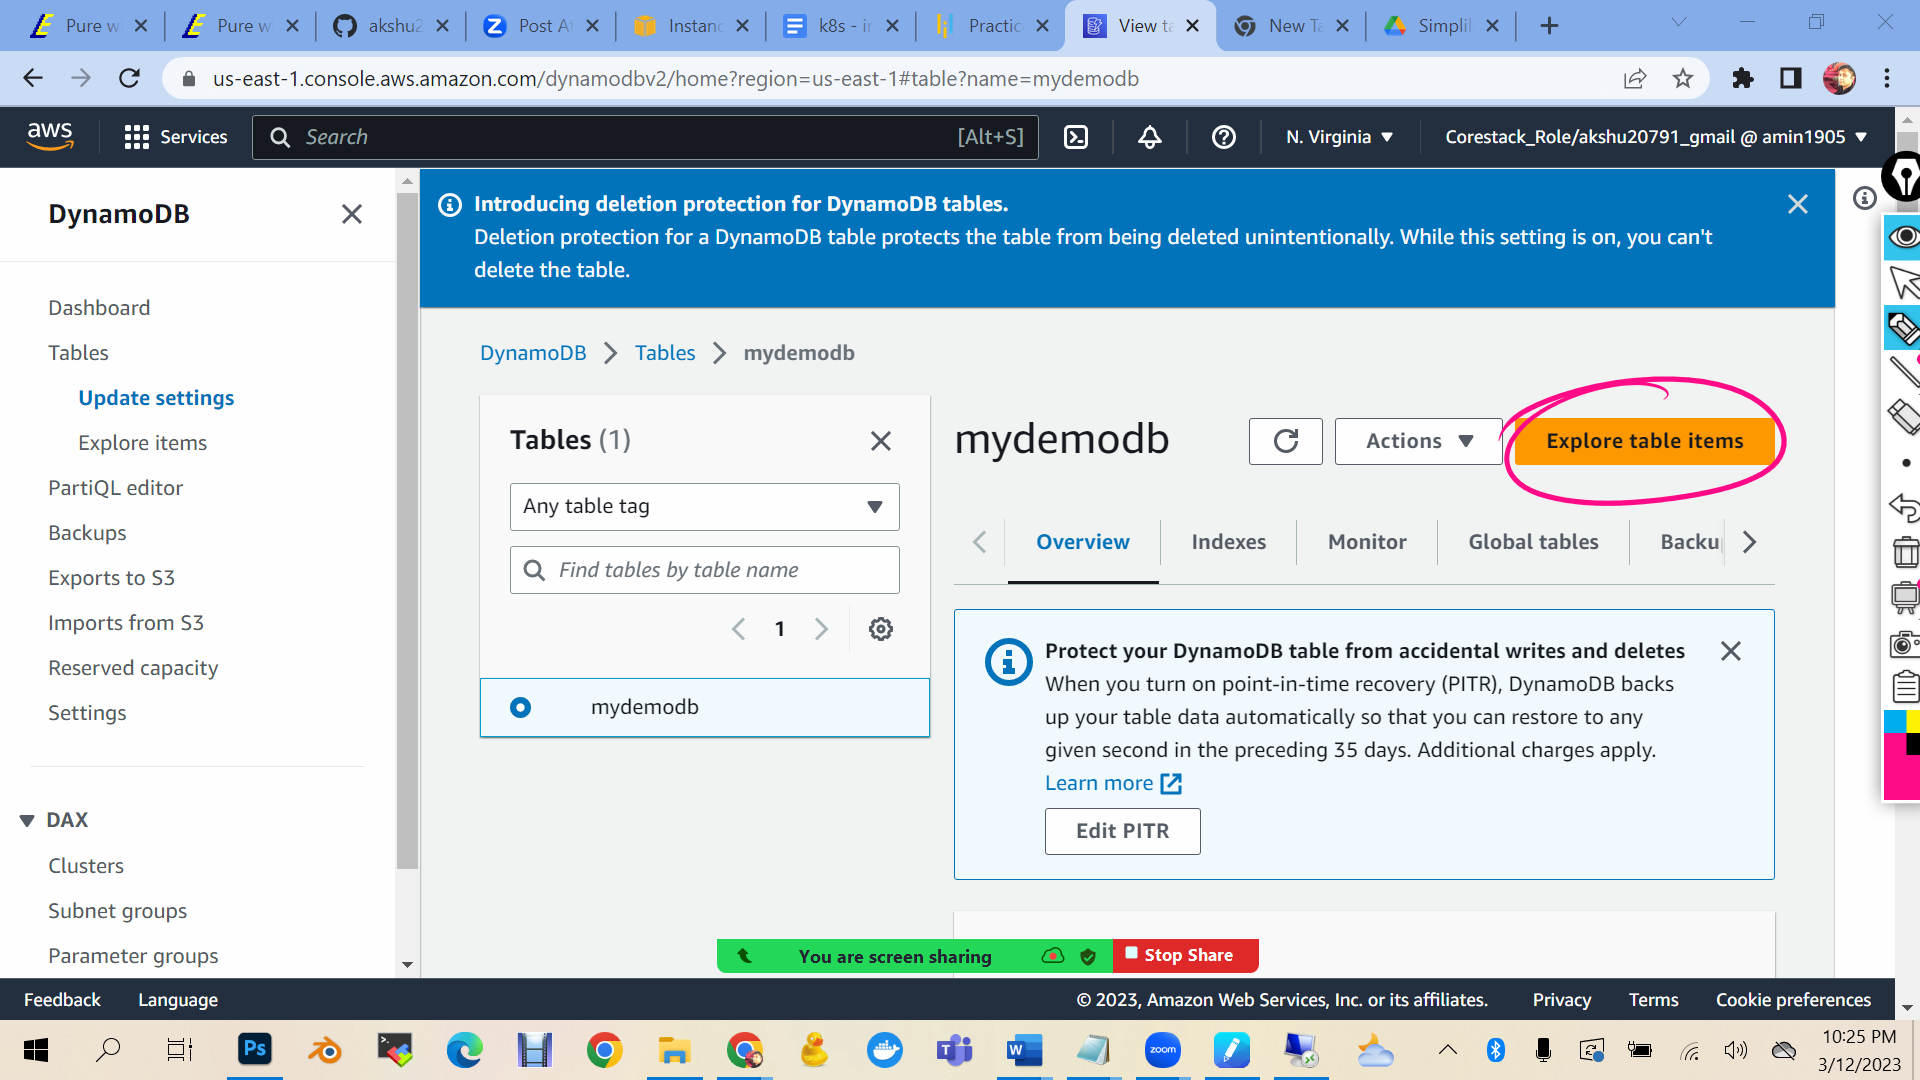 Pure w
Pure w
akshu2
Post At
Instanc
k8s - in
Practic
View ta
New Ta
Simplil
us-east-1.console.aws.amazon.com/dynamodbv2/home?region=us-east-1#table?name=mydemodb
aws
Services
Search
[Alt+S]
N. Virginia
Corestack_Role/akshu20791_gmail @ amin1905
DynamoDB
Dashboard
Tables
Update settings
Explore items
PartiQL editor
Backups
Exports to S3
Imports from S3
Reserved capacity
Settings
DAX
Clusters
Subnet groups
Parameter groups
Introducing deletion protection for DynamoDB tables.
Deletion protection for a DynamoDB table protects the table from being deleted unintentionally. While this setting is on, you can't
delete the table.
DynamoDB
Tables
mydemodb
Tables (1)
Any table tag
Find tables by table name
1
mydemodb
mydemodb
Actions
Explore table items
Overview
Indexes
Monitor
Global tables
Backu
Protect your DynamoDB table from accidental writes and deletes
When you turn on point-in-time recovery (PITR), DynamoDB backs
up your table data automatically so that you can restore to any
given second in the preceding 35 days. Additional charges apply.
Learn more
Edit PITR
You are screen sharing
Stop Share
Feedback
Language
© 2023, Amazon Web Services, Inc. or its affiliates.
Privacy
Terms
Cookie preferences
Ps
zoom
10:25 PM
3/12/2023